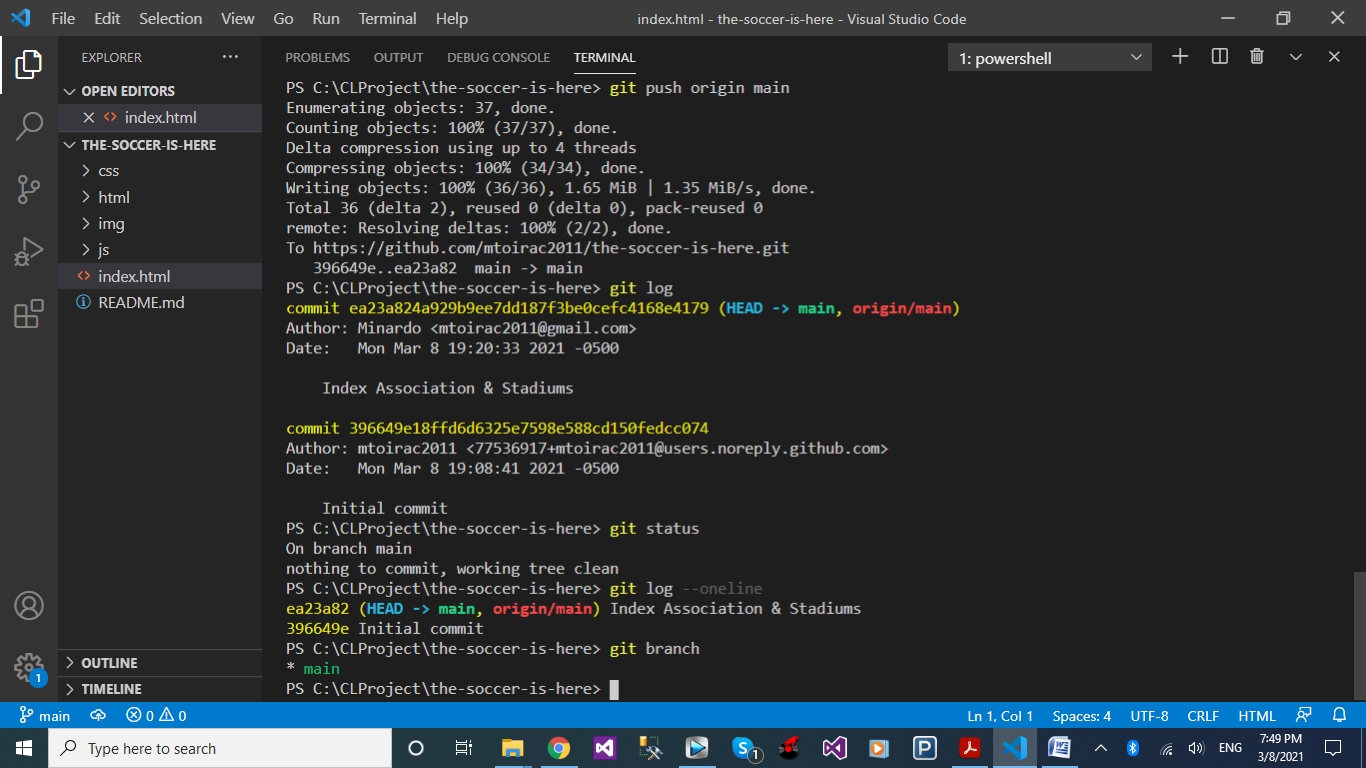 File Edit Selection View Go Run Terminal Help
index.html - the-soccer-is-here - Visual Studio Code
EXPLORER
OPEN EDITORS
index.html
THE-SOCCER-IS-HERE
css
html
img
js
index.html
README.md
OUTLINE
TIMELINE
1
PROBLEMS OUTPUT DEBUG CONSOLE TERMINAL
1: powershell
PS C:\CLProject\the-soccer-is-here> git push origin main
Enumerating objects: 37, done.
Counting objects: 100% (37/37), done.
Delta compression using up to 4 threads
Compressing objects: 100% (34/34), done.
Writing objects: 100% (36/36), 1.65 MiB | 1.35 MiB/s, done.
Total 36 (delta 2), reused 0 (delta 0), pack-reused 0
remote: Resolving deltas: 100% (2/2), done.
To https://github.com/mtoirac2011/the-soccer-is-here.git
396649e..ea23a82 main -> main
PS C:\CLProject\the-soccer-is-here> git log
commit ea23a824a929b9ee7dd187f3be0cefc4168e4179 (HEAD -> main, origin/main)
Author: Minardo <mtoirac2011@gmail.com>
Date: Mon Mar 8 19:20:33 2021 -0500
Index Association & Stadiums
commit 396649e18ffd6d6325e7598e588cd150fedcc074
Author: mtoirac2011 <77536917+mtoirac2011@users.noreply.github.com>
Date: Mon Mar 8 19:08:41 2021 -0500
Initial commit
PS C:\CLProject\the-soccer-is-here> git status
On branch main
nothing to commit, working tree clean
PS C:\CLProject\the-soccer-is-here> git log --oneline
ea23a82 (HEAD -> main, origin/main) Index Association & Stadiums
396649e Initial commit
PS C:\CLProject\the-soccer-is-here> git branch
* main
PS C:\CLProject\the-soccer-is-here>
main 0 0 Ln 1, Col 1 Spaces: 4 UTF-8 CRLF HTML
Type here to search
S 1
P
W
ENG
7:49 PM
3/8/2021